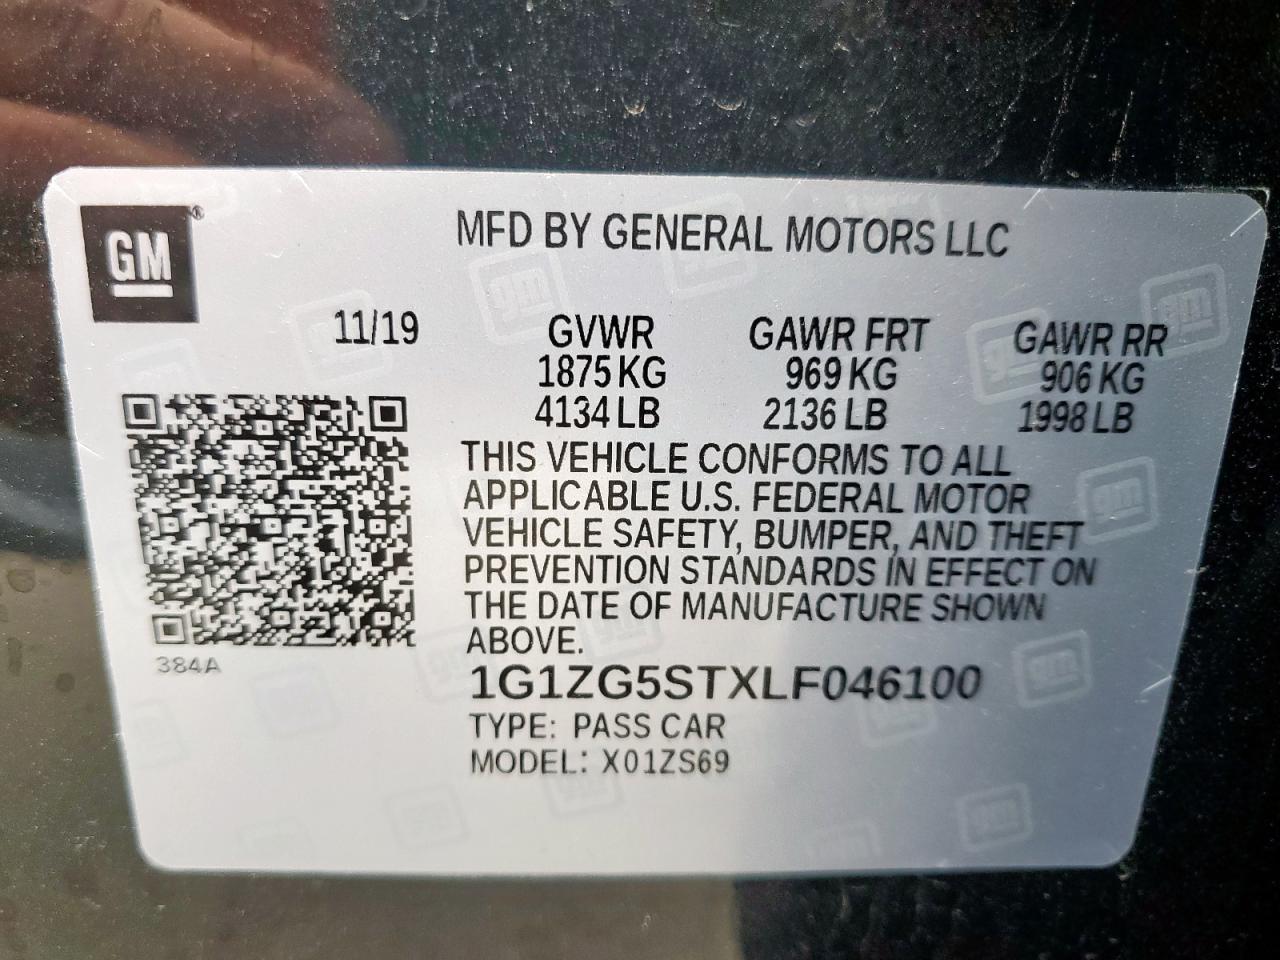 GM®
MFD BY GENERAL MOTORS LLC
11/19
GVWR GAWR FRT GAWR RR
1875 KG 969 KG 906 KG
4134 LB 2136 LB 1998 LB
THIS VEHICLE CONFORMS TO ALL
APPLICABLE U.S. FEDERAL MOTOR
VEHICLE SAFETY, BUMPER, AND THEFT
PREVENTION STANDARDS IN EFFECT ON
THE DATE OF MANUFACTURE SHOWN
ABOVE.
384A
1G1ZG5STXLF046100
TYPE: PASS CAR
MODEL: X01ZS69